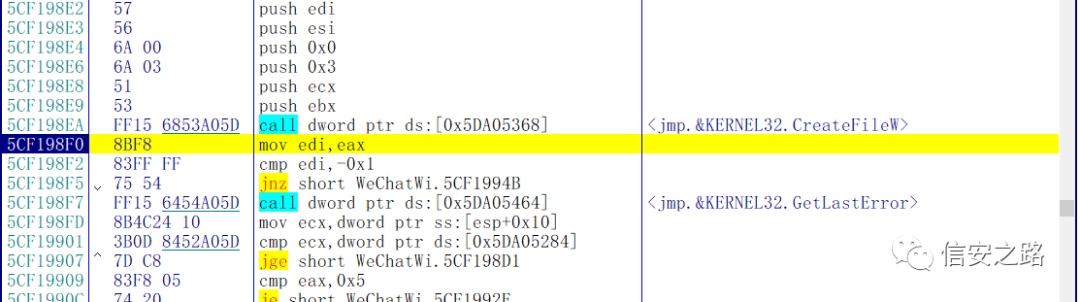 5CF198E2 57 push edi
5CF198E3 56 push esi
5CF198E4 6A 00 push 0x0
5CF198E6 6A 03 push 0x3
5CF198E8 51 push ecx
5CF198E9 53 push ebx
5CF198EA FF15 6853A05D call dword ptr ds:[0x5DA05368] <jmp.&KERNEL32.CreateFileW>
5CF198F0 8BF8 mov edi,eax
5CF198F2 83FF FF cmp edi,-0x1
5CF198F5 75 54 jnz short WeChatWi.5CF1994B
5CF198F7 FF15 6454A05D call dword ptr ds:[0x5DA05464] <jmp.&KERNEL32.GetLastError>
5CF198FD 8B4C24 10 mov ecx,dword ptr ss:[esp+0x10]
5CF19901 3B0D 8452A05D cmp ecx,dword ptr ds:[0x5DA05284]
5CF19907 7D C8 jge short WeChatWi.5CF198D1
5CF19909 83F8 05 cmp eax,0x5
5CF1990C 74 20 je short WeChatWi.5CF1992E
信安之路